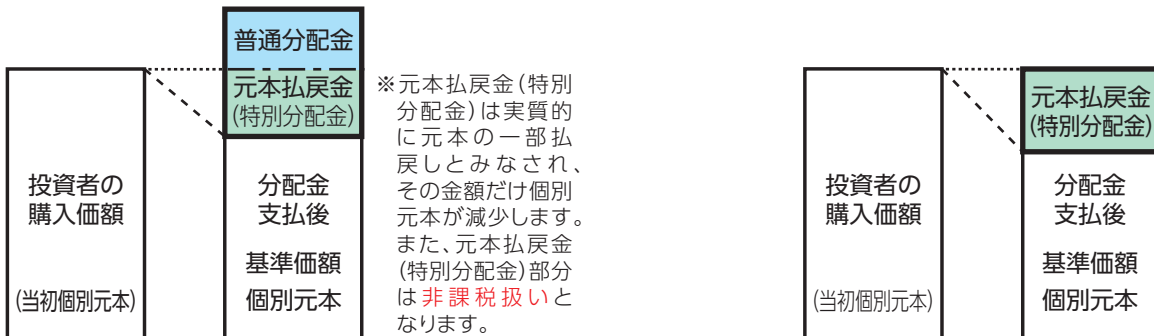 普通分配金
元本払戻金
(特別分配金)
投資者の
購入価額
(当初個別元本)
分配金
支払後
基準価額
個別元本
※元本払戻金(特別
分配金)は実質的
に元本の一部払
戻しとみなされ、
その金額だけ個別
元本が減少します。
また、元本払戻金
(特別分配金)部分
は非課税扱いと
なります。
元本払戻金
(特別分配金)
投資者の
購入価額
(当初個別元本)
分配金
支払後
基準価額
個別元本